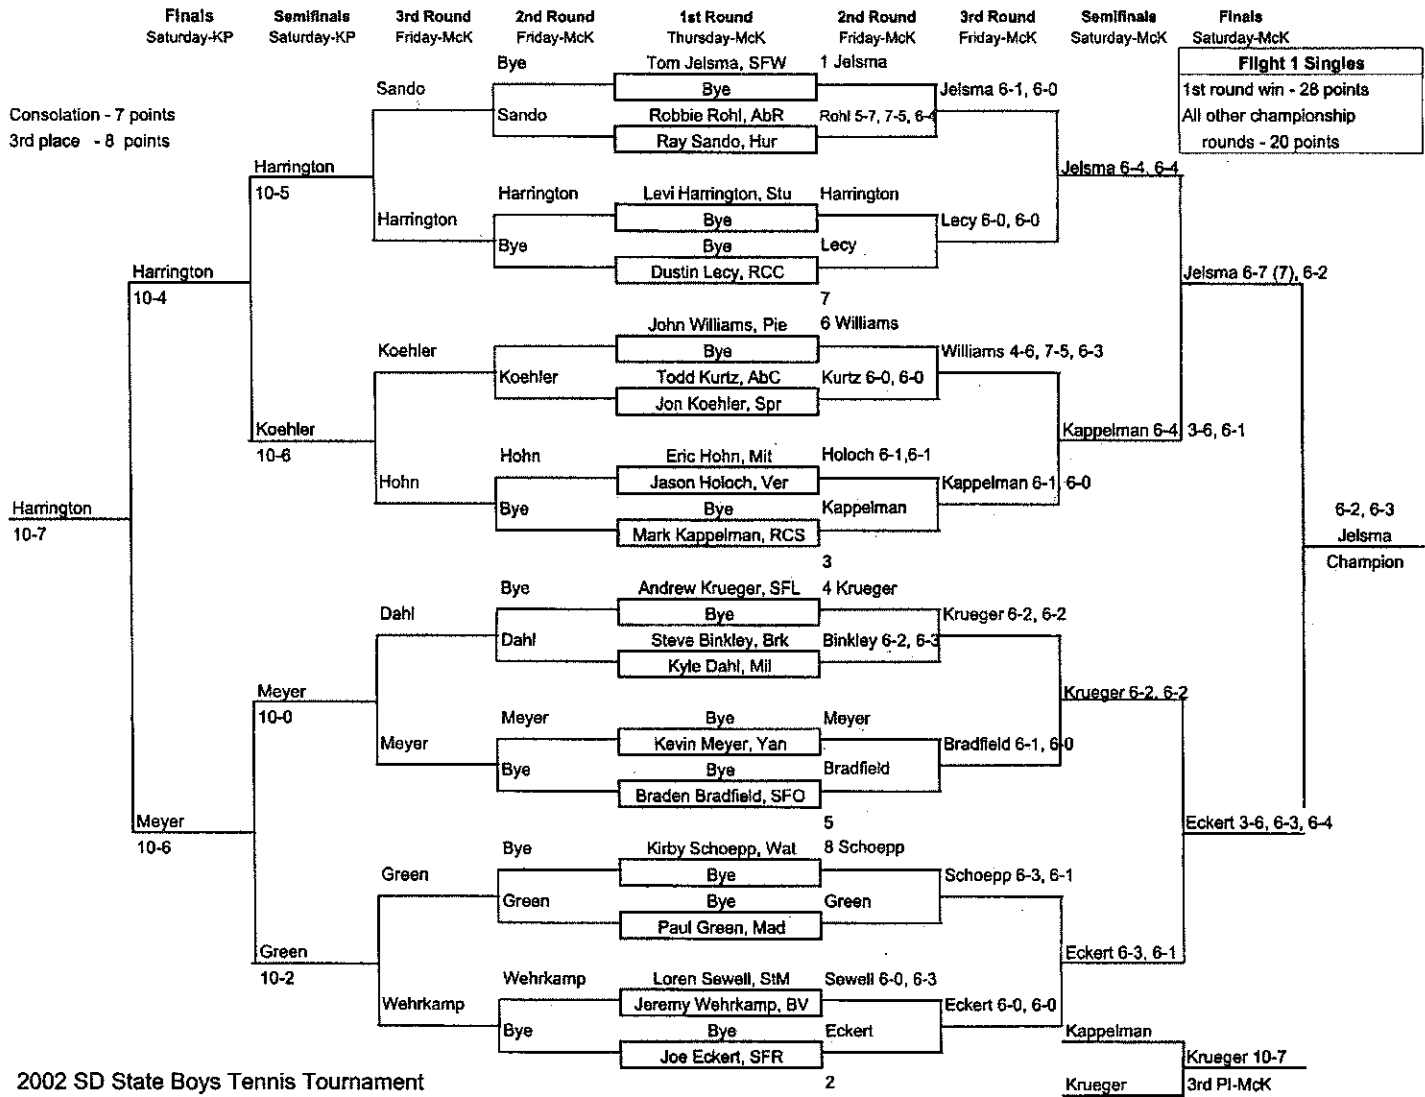 Finals Semifinals 3rd Round 2nd Round 1st Round 2nd Round 3rd Round Semifinals Finals
Saturday-KP Saturday-KP Friday-McK Friday-McK Thursday-McK Friday-McK Friday-McK Saturday-McK Saturday-McK
Flight 1 Singles
1st round win - 28 points
All other championship
rounds - 20 points
Consolation - 7 points
3rd place - 8 points
Bye Tom Jelsma, SFW 1 Jelsma
Sando Bye Jelsma 6-1, 6-0
Sando Robbie Rohl, AbR Rohl 5-7, 7-5, 6-4
Ray Sando, Hur
Harrington Jelsma 6-4, 6-4
10-5
Harrington Levi Harrington, Stu Harrington
Harrington Bye Lecy 6-0, 6-0
Bye Bye Lecy
Dustin Lecy, RCC
Harrington Jelsma 6-7 (7), 6-2
10-4
7
John Williams, Pie 6 Williams
Koehler Bye Williams 4-6, 7-5, 6-3
Koehler Todd Kurtz, AbC Kurtz 6-0, 6-0
Jon Koehler, Spr
Koehler Kappelman 6-4 3-6, 6-1
10-6
Hohn Eric Hohn, Mit Holoch 6-1,6-1
Hohn Jason Holoch, Ver Kappelman 6-1, 6-0
Bye Bye Kappelman
Harrington
10-7
Mark Kappelman, RCS
6-2, 6-3
Jelsma
Champion
3
Bye Andrew Krueger, SFL 4 Krueger
Dahl Bye Krueger 6-2, 6-2
Dahl Steve Binkley, Brk Binkley 6-2, 6-3
Kyle Dahl, Mil
Meyer Krueger 6-2, 6-2
10-0
Meyer Bye Meyer
Meyer Kevin Meyer, Yan Bradfield 6-1, 6-0
Bye Bye Bradfield
Braden Bradfield, SFO
Meyer Eckert 3-6, 6-3, 6-4
10-6
5
Bye Kirby Schoepp, Wat 8 Schoepp
Green Bye Schoepp 6-3, 6-1
Green Bye Green
Paul Green, Mad
Green Eckert 6-3, 6-1
10-2
Wehrkamp Loren Sewell, StM Sewell 6-0, 6-3
Wehrkamp Jeremy Wehrkamp, BV Eckert 6-0, 6-0
Bye Bye Eckert
Joe Eckert, SFR
Kappelman
Krueger 10-7
2
Krueger 3rd Pl-McK
2002 SD State Boys Tennis Tournament